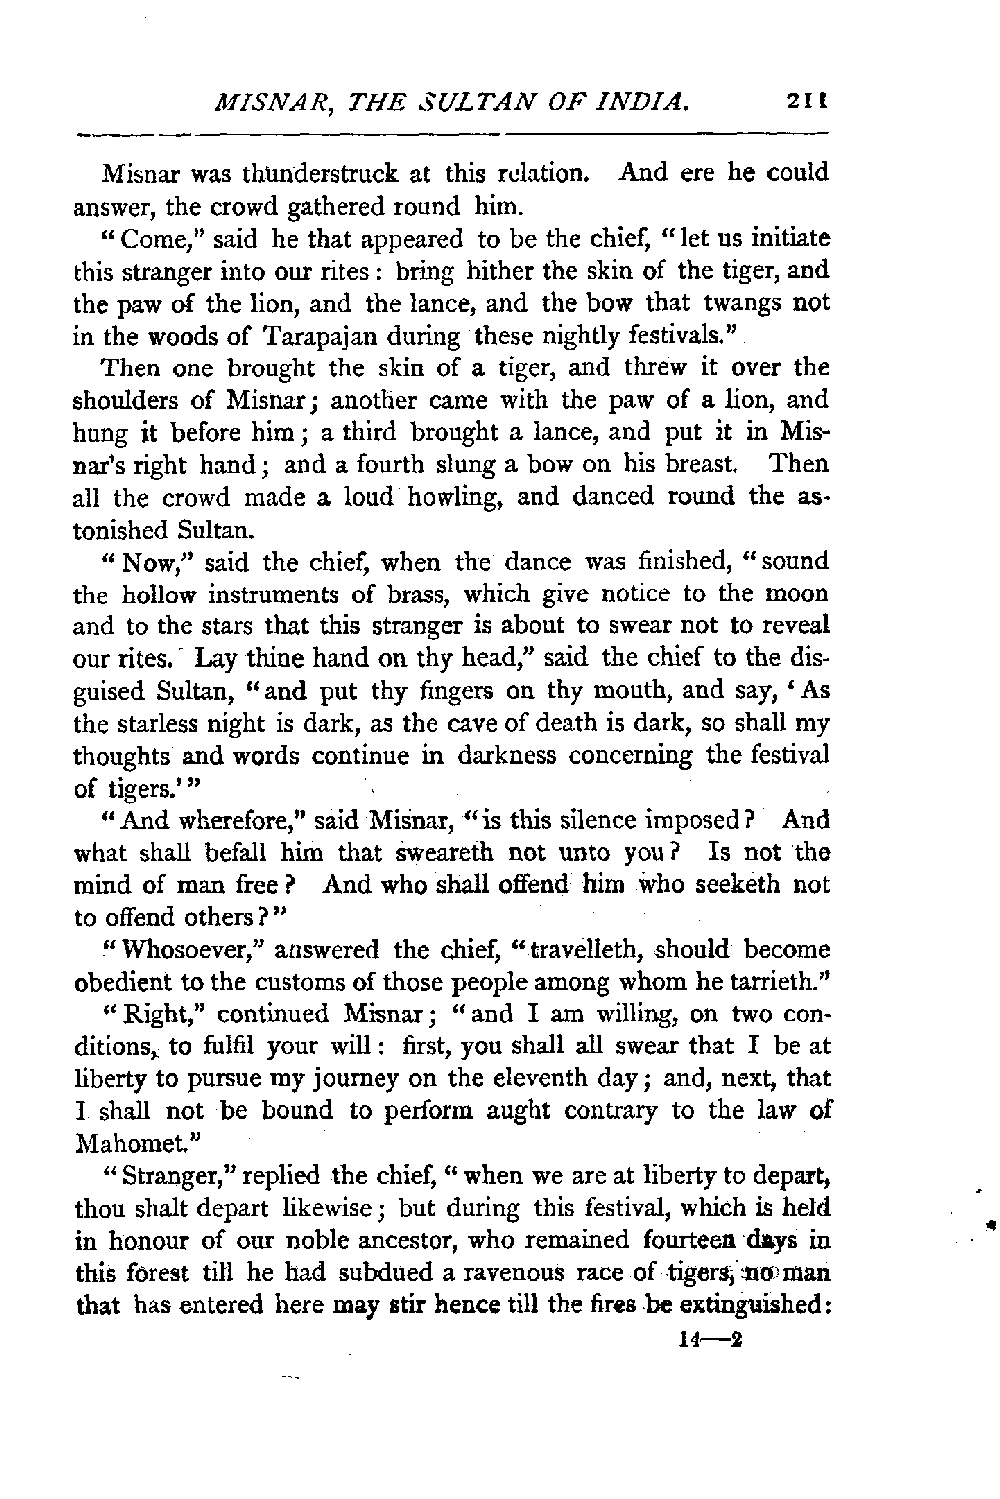 MISNAR, THE SULTAN OF INDIA. 211
Misnar was thunderstruck at this relation. And ere he could
answer, the crowd gathered round him.
“Come,” said he that appeared to be the chief, “let us initiate
this stranger into our rites: bring hither the skin of the tiger, and
the paw of the lion, and the lance, and the bow that twangs not
in the woods of Tarapajan during these nightly festivals.”
Then one brought the skin of a tiger, and threw it over the
shoulders of Misnar; another came with the paw of a lion, and
hung it before him; a third brought a lance, and put it in Mis-
nar's right hand; and a fourth slung a bow on his breast. Then
all the crowd made a loud howling, and danced round the as-
tonished Sultan.
“Now,” said the chief, when the dance was finished, “sound
the hollow instruments of brass, which give notice to the moon
and to the stars that this stranger is about to swear not to reveal
our rites. Lay thine hand on thy head,” said the chief to the dis-
guised Sultan, “and put thy fingers on thy mouth, and say, ‘As
the starless night is dark, as the cave of death is dark, so shall my
thoughts and words continue in darkness concerning the festival
of tigers.’”
“And wherefore,” said Misnar, “is this silence imposed? And
what shall befall him that sweareth not unto you? Is not the
mind of man free? And who shall offend him who seeketh not
to offend others?”
“Whosoever,” answered the chief, “travelleth, should become
obedient to the customs of those people among whom he tarrieth.”
“Right,” continued Misnar; “and I am willing, on two con-
ditions, to fulfil your will: first, you shall all swear that I be at
liberty to pursue my journey on the eleventh day; and, next, that
I shall not be bound to perform aught contrary to the law of
Mahomet.”
“Stranger,” replied the chief, “when we are at liberty to depart,
thou shalt depart likewise; but during this festival, which is held
in honour of our noble ancestor, who remained fourteen days in
this forest till he had subdued a ravenous race of tigers, no man
that has entered here may stir hence till the fires be extinguished:
14—2